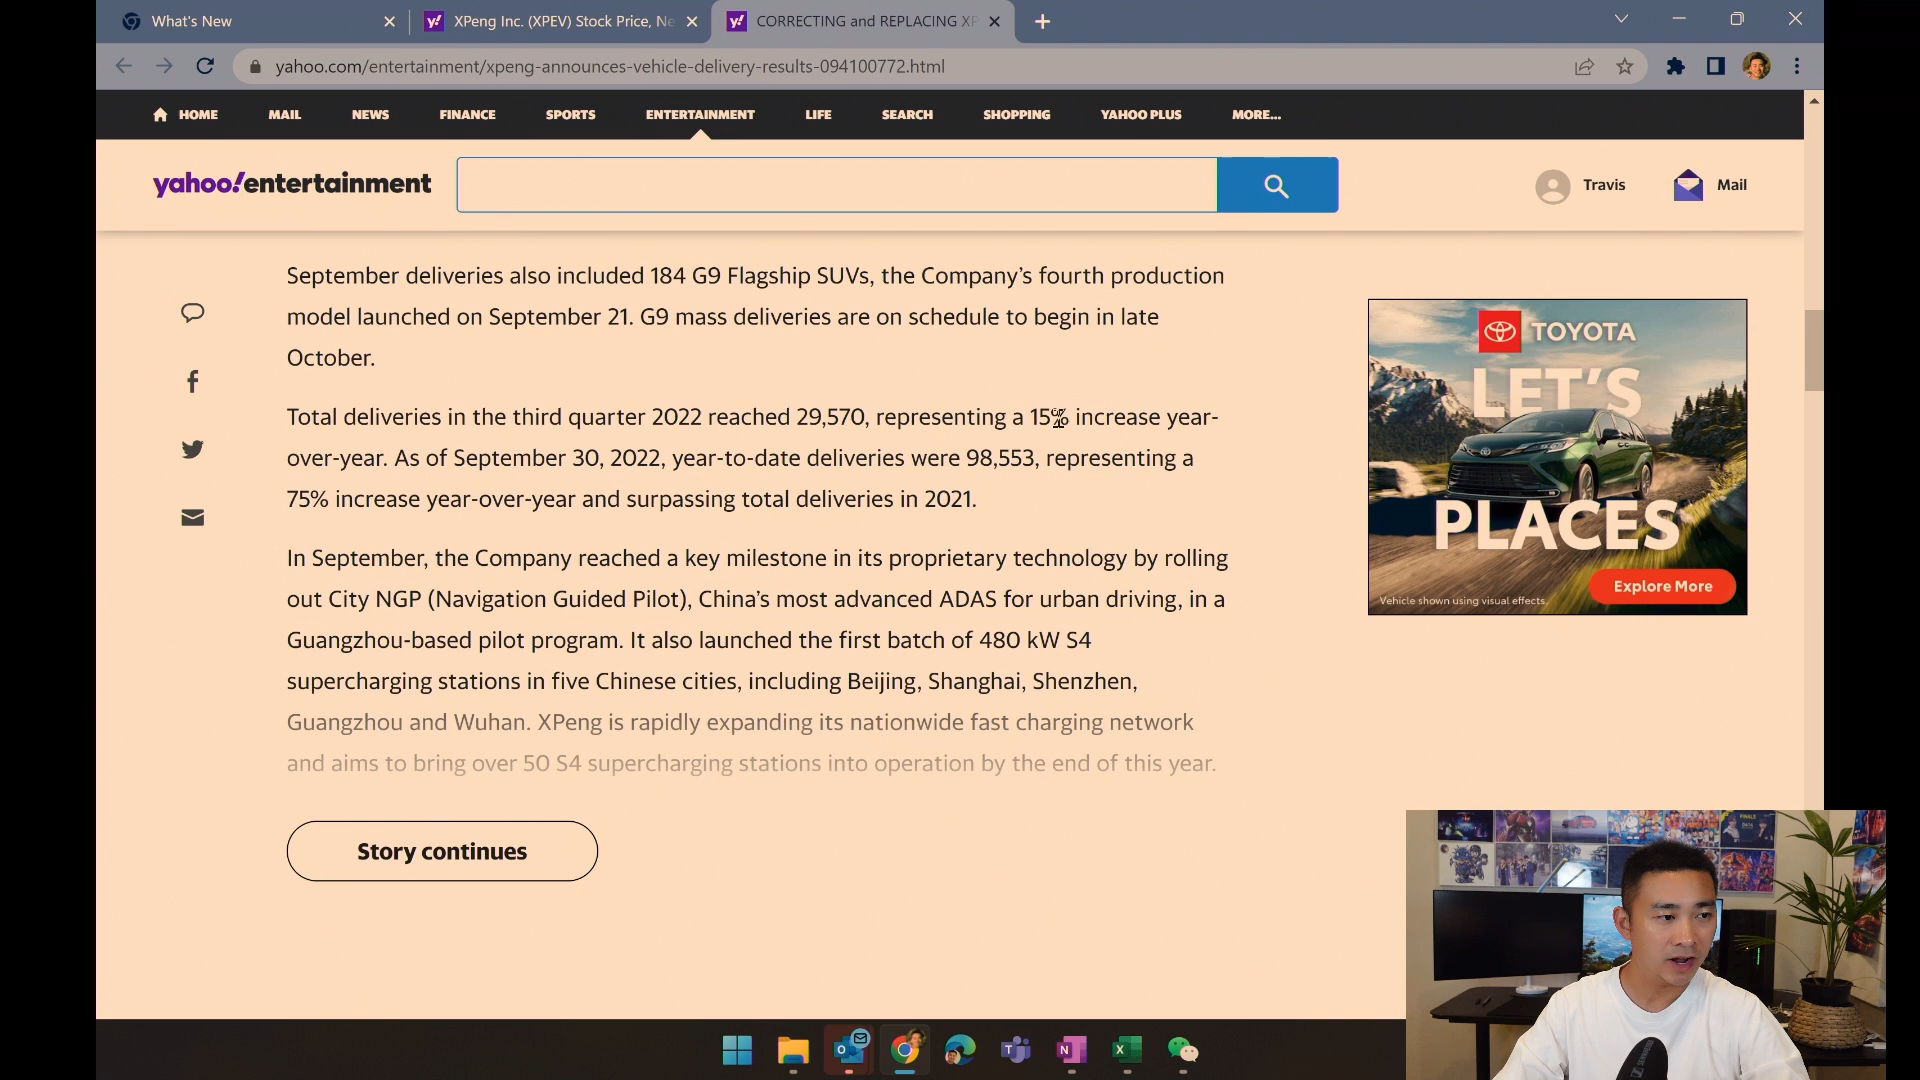 What's New
XPeng Inc. (XPEV) Stock Price, Ne
CORRECTING and REPLACING XP
yahoo.com/entertainment/xpeng-announces-vehicle-delivery-results-094100772.html
HOME MAIL NEWS FINANCE SPORTS ENTERTAINMENT LIFE SEARCH SHOPPING YAHOO PLUS MORE...
yahoo!entertainment
Travis
Mail
September deliveries also included 184 G9 Flagship SUVs, the Company's fourth production
model launched on September 21. G9 mass deliveries are on schedule to begin in late
October.
Total deliveries in the third quarter 2022 reached 29,570, representing a 15% increase year-
over-year. As of September 30, 2022, year-to-date deliveries were 98,553, representing a
75% increase year-over-year and surpassing total deliveries in 2021.
In September, the Company reached a key milestone in its proprietary technology by rolling
out City NGP (Navigation Guided Pilot), China's most advanced ADAS for urban driving, in a
Guangzhou-based pilot program. It also launched the first batch of 480 kW S4
supercharging stations in five Chinese cities, including Beijing, Shanghai, Shenzhen,
Guangzhou and Wuhan. XPeng is rapidly expanding its nationwide fast charging network
and aims to bring over 50 S4 supercharging stations into operation by the end of this year.
Story continues
TOYOTA
LET'S
PLACES
Explore More
Vehicle shown using visual effects.